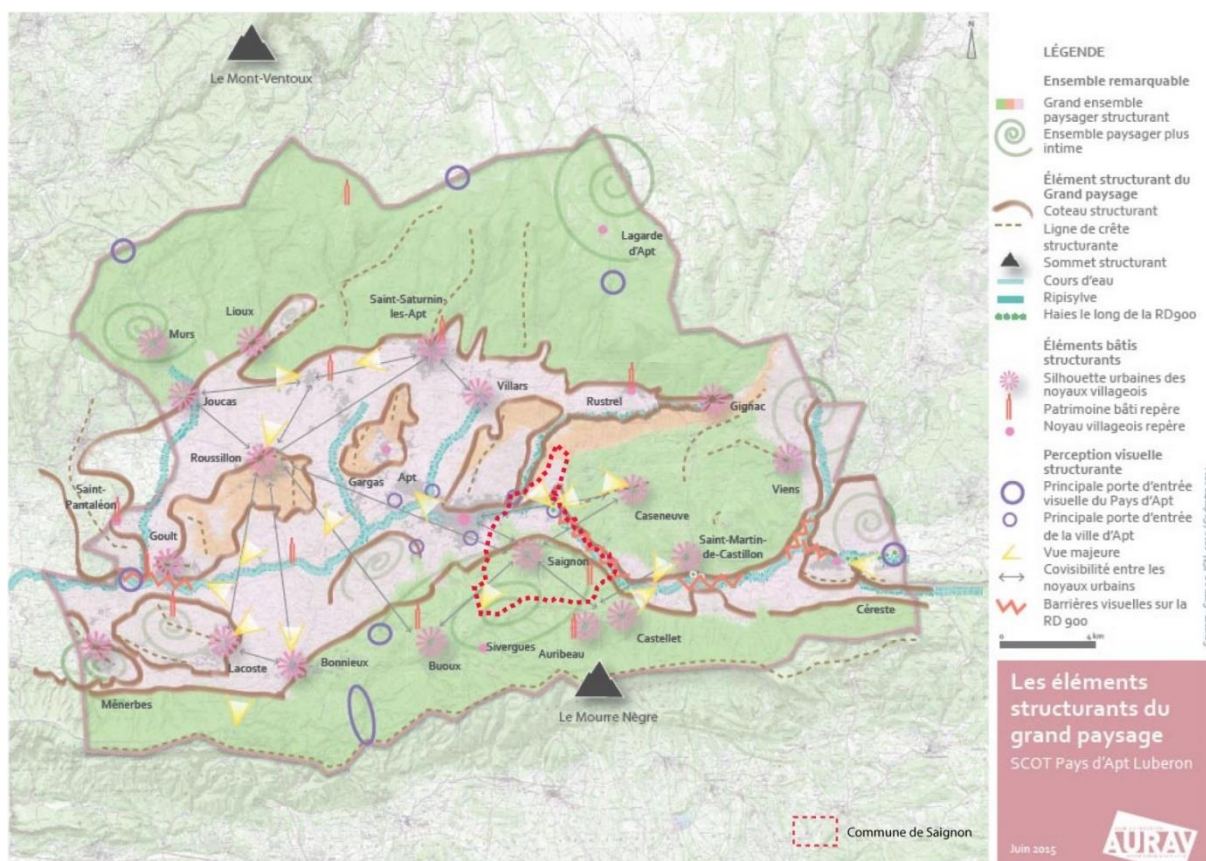 Le Mont-Ventoux
N
Lagarde
d'Apt
Saint-Saturnin
les-Apt
Lioux
Murs
Joucas
Villars
Rustrel
Gignac
Roussillon
Gargas
Apt
Saint-
Pantaléon
Viens
Caseneuve
Goult
Saignon
Saint-Martin-
de-Castillon
Céreste
Castellet
Lacoste
Bonnieux
Buoux
Sivergues
Auribeau
Ménerbes
Le Mourre Nègre
Commune de Saignon
LÉGENDE
Ensemble remarquable
Grand ensemble
paysager structurant
Ensemble paysager plus
intime
Élément structurant du
Grand paysage
Coteau structurant
Ligne de crête
structurante
Sommet structurant
Cours d'eau
Ripisylve
Haies le long de la RD900
Éléments bâtis
structurants
Silhouette urbaines des
noyaux villageois
Patrimoine bâti repère
Noyau villageois repère
Perception visuelle
structurante
Principale porte d'entrée
visuelle du Pays d'Apt
Principale porte d'entrée
de la ville d'Apt
Vue majeure
Covisibilité entre les
noyaux urbains
Barrières visuelles sur la
RD 900
0 4 km
Les éléments
structurants du
grand paysage
SCOT Pays d'Apt Luberon
Juin 2015
AURAV